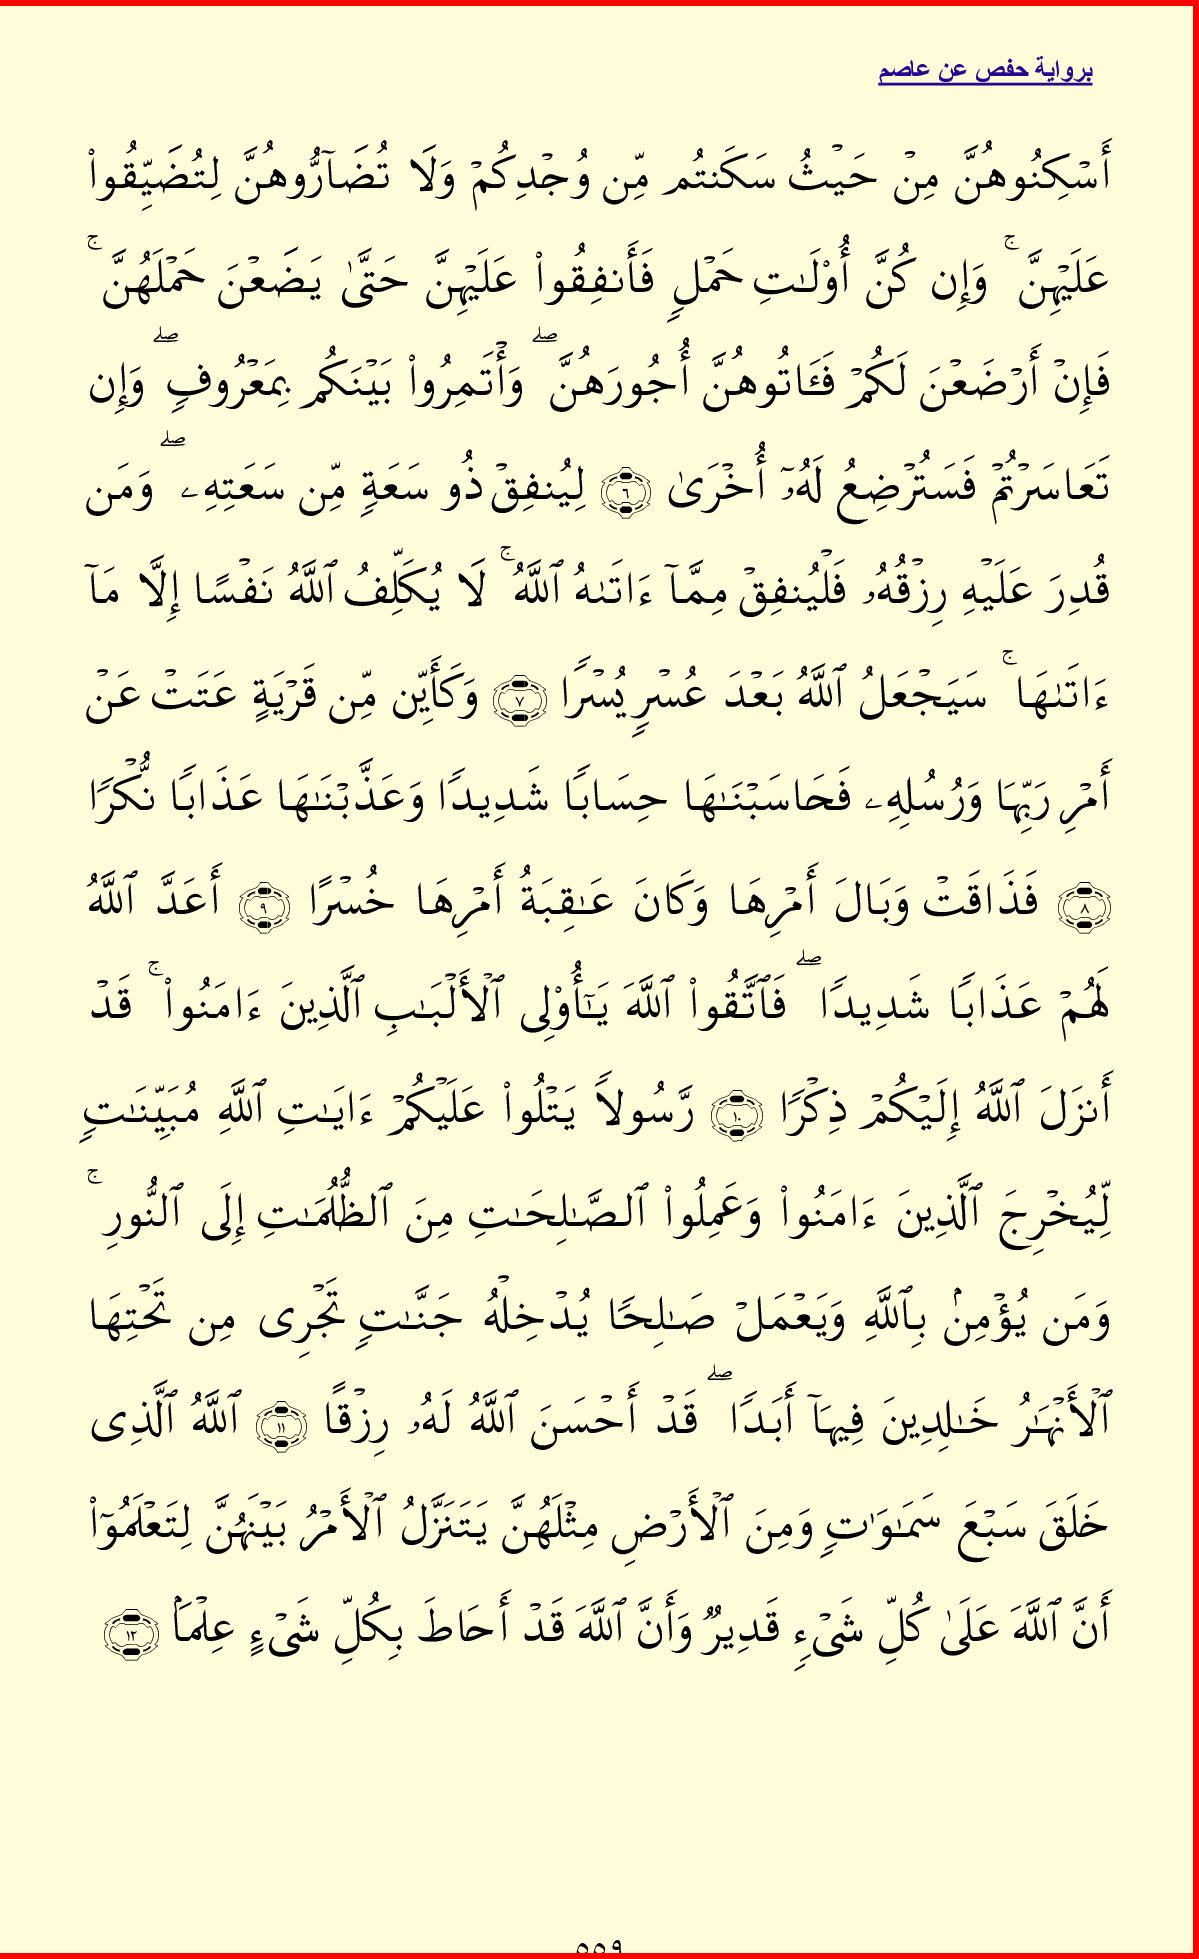 برواية حفص عن عاصم
أَسۡكِنُوهُنَّ مِنۡ حَيۡثُ سَكَنتُم مِّن وُجۡدِكُمۡ وَلَا تُضَآرُّوهُنَّ لِتُضَيِّقُواْ
عَلَيۡهِنَّۚ وَإِن كُنَّ أُوْلَٰتِ حَمۡلٖ فَأَنفِقُواْ عَلَيۡهِنَّ حَتَّىٰ يَضَعۡنَ حَمۡلَهُنَّۚ
فَإِنۡ أَرۡضَعۡنَ لَكُمۡ فَـَٔاتُوهُنَّ أُجُورَهُنَّۖ وَأۡتَمِرُواْ بَيۡنَكُم بِمَعۡرُوفٖۖ وَإِن
تَعَاسَرۡتُمۡ فَسَتُرۡضِعُ لَهُۥٓ أُخۡرَىٰ ٦ لِيُنفِقۡ ذُو سَعَةٖ مِّن سَعَتِهِۦۖ وَمَن
قُدِرَ عَلَيۡهِ رِزۡقُهُۥ فَلۡيُنفِقۡ مِمَّآ ءَاتَىٰهُ ٱللَّهُۚ لَا يُكَلِّفُ ٱللَّهُ نَفۡسًا إِلَّا مَآ
ءَاتَىٰهَاۚ سَيَجۡعَلُ ٱللَّهُ بَعۡدَ عُسۡرٖ يُسۡرٗا ٧ وَكَأَيِّن مِّن قَرۡيَةٍ عَتَتۡ عَنۡ
أَمۡرِ رَبِّهَا وَرُسُلِهِۦ فَحَاسَبۡنَٰهَا حِسَابٗا شَدِيدٗا وَعَذَّبۡنَٰهَا عَذَابٗا نُّكۡرٗا
٨ فَذَاقَتۡ وَبَالَ أَمۡرِهَا وَكَانَ عَٰقِبَةُ أَمۡرِهَا خُسۡرًا ٩ أَعَدَّ ٱللَّهُ
لَهُمۡ عَذَابٗا شَدِيدٗاۖ فَٱتَّقُواْ ٱللَّهَ يَٰٓأُوْلِي ٱلۡأَلۡبَٰبِ ٱلَّذِينَ ءَامَنُواْۚ قَدۡ
أَنزَلَ ٱللَّهُ إِلَيۡكُمۡ ذِكۡرٗا ١٠ رَّسُولٗا يَتۡلُواْ عَلَيۡكُمۡ ءَايَٰتِ ٱللَّهِ مُبَيِّنَٰتٖ
لِّيُخۡرِجَ ٱلَّذِينَ ءَامَنُواْ وَعَمِلُواْ ٱلصَّٰلِحَٰتِ مِنَ ٱلظُّلُمَٰتِ إِلَى ٱلنُّورِۚ
وَمَن يُؤۡمِنۢ بِٱللَّهِ وَيَعۡمَلۡ صَٰلِحٗا يُدۡخِلۡهُ جَنَّٰتٖ تَجۡرِي مِن تَحۡتِهَا
ٱلۡأَنۡهَٰرُ خَٰلِدِينَ فِيهَآ أَبَدٗاۖ قَدۡ أَحۡسَنَ ٱللَّهُ لَهُۥ رِزۡقًا ١١ ٱللَّهُ ٱلَّذِي
خَلَقَ سَبۡعَ سَمَٰوَٰتٖ وَمِنَ ٱلۡأَرۡضِ مِثۡلَهُنَّ يَتَنَزَّلُ ٱلۡأَمۡرُ بَيۡنَهُنَّ لِتَعۡلَمُوٓاْ
أَنَّ ٱللَّهَ عَلَىٰ كُلِّ شَيۡءٖ قَدِيرٞ وَأَنَّ ٱللَّهَ قَدۡ أَحَاطَ بِكُلِّ شَيۡءٍ عِلۡمَۢا ١٢
٥٥٩